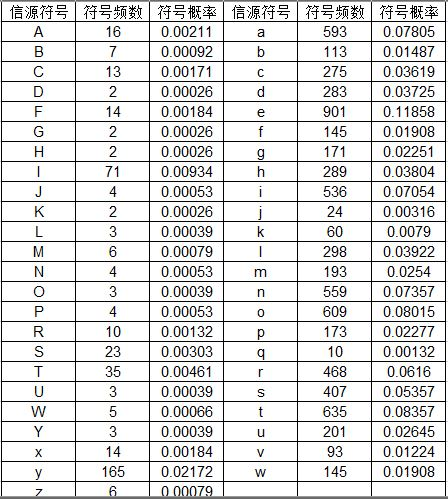 信源符号 符号频数 符号概率 信源符号 符号频数 符号概率
A 16 0.00211 a 593 0.07805
B 7 0.00092 b 113 0.01487
C 13 0.00171 c 275 0.03619
D 2 0.00026 d 283 0.03725
F 14 0.00184 e 901 0.11858
G 2 0.00026 f 145 0.01908
H 2 0.00026 g 171 0.02251
I 71 0.00934 h 289 0.03804
J 4 0.00053 i 536 0.07054
K 2 0.00026 j 24 0.00316
L 3 0.00039 k 60 0.0079
M 6 0.00079 l 298 0.03922
N 4 0.00053 m 193 0.0254
O 3 0.00039 n 559 0.07357
P 4 0.00053 o 609 0.08015
R 10 0.00132 p 173 0.02277
S 23 0.00303 q 10 0.00132
T 35 0.00461 r 468 0.0616
U 3 0.00039 s 407 0.05357
W 5 0.00066 t 635 0.08357
Y 3 0.00039 u 201 0.02645
x 14 0.00184 v 93 0.01224
y 165 0.02172 w 145 0.01908
z 6 0.00079